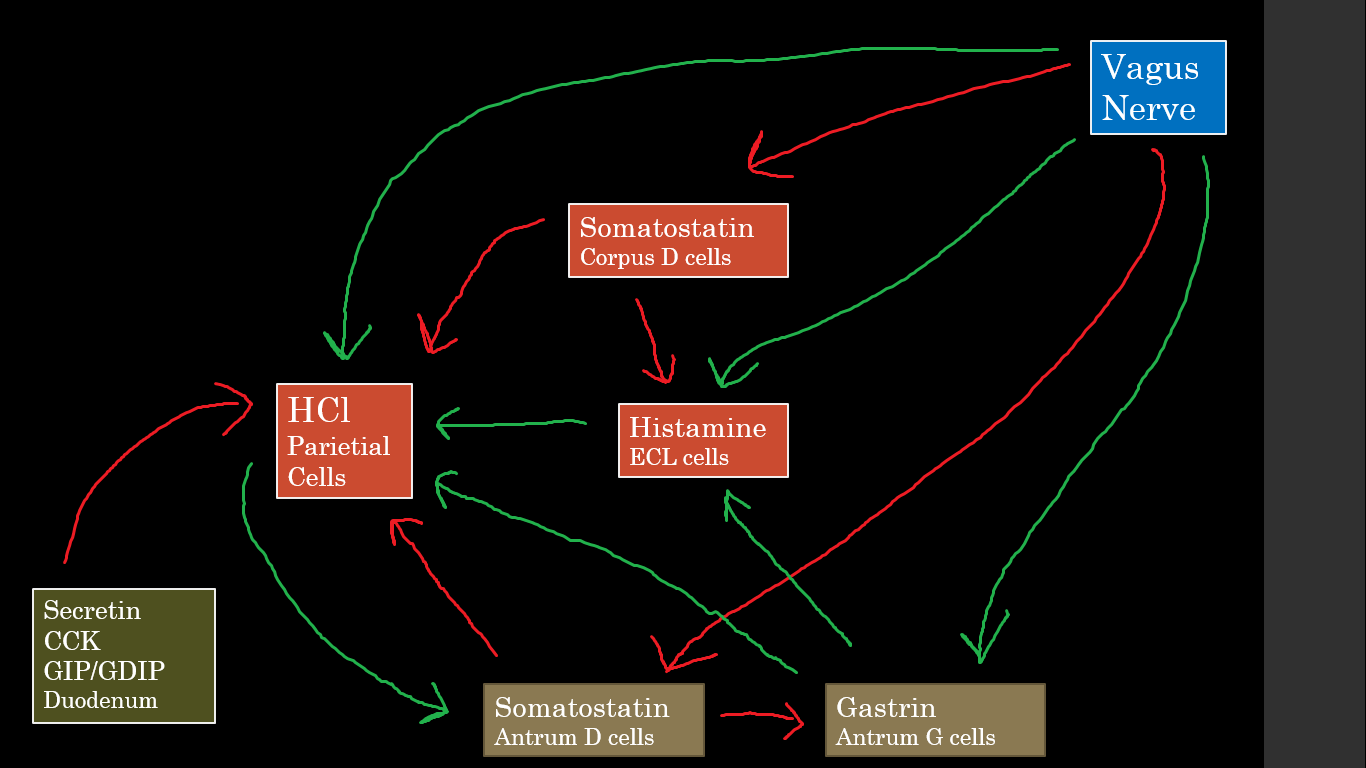 Vagus
Nerve
Somatostatin
Corpus D cells
HCl
Parietial
Cells
Histamine
ECL cells
Secretin
CCK
GIP/GDIP
Duodenum
Somatostatin
Antrum D cells
Gastrin
Antrum G cells